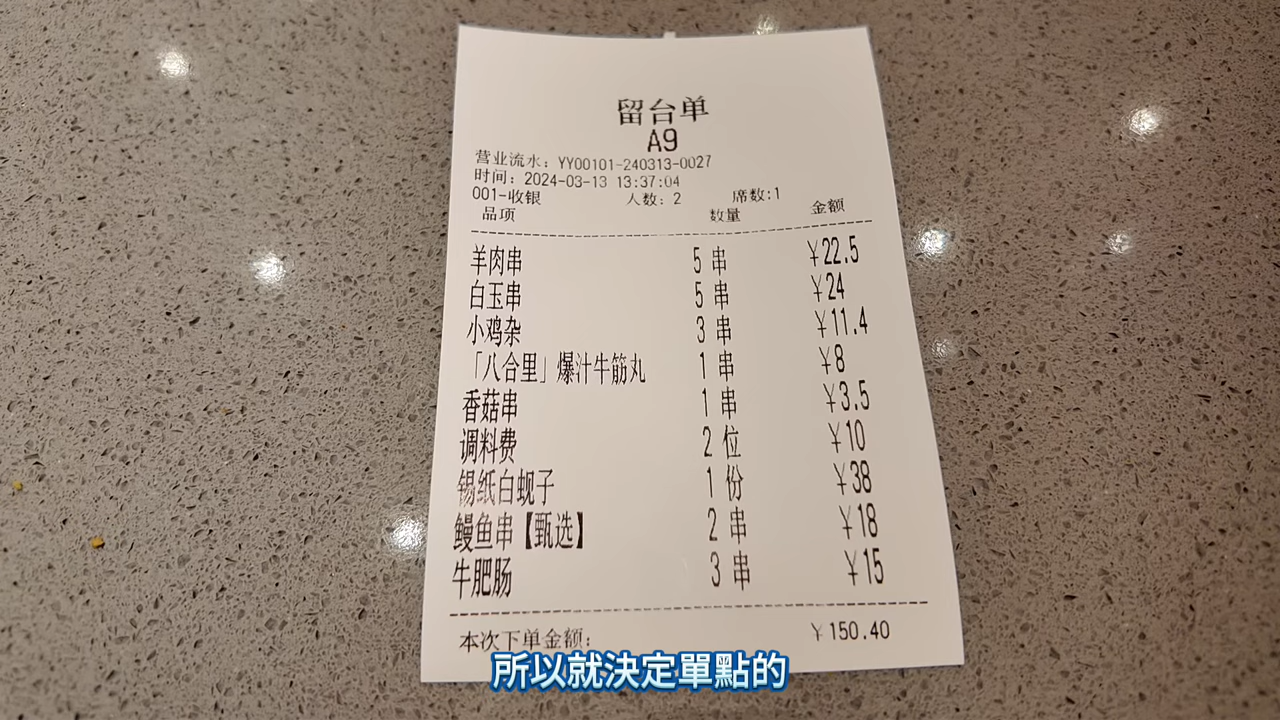 留台单
A9
营业流水：YY00101-240313-0027
时间：2024-03-13 13:37:04
001-收银 人数：2 席数:1
品项 数量 金额
羊肉串 5 串 ￥22.5
白玉串 5 串 ￥24
小鸡杂 3 串 ￥11.4
「八合里」爆汁牛筋丸 1 串 ￥8
香菇串 1 串 ￥3.5
调料费 2 位 ￥10
锡纸白蚬子 1 份 ￥38
鳗鱼串【甄选】 2 串 ￥18
牛肥肠 3 串 ￥15
本次下单金额： ￥150.40
所以就決定單點的